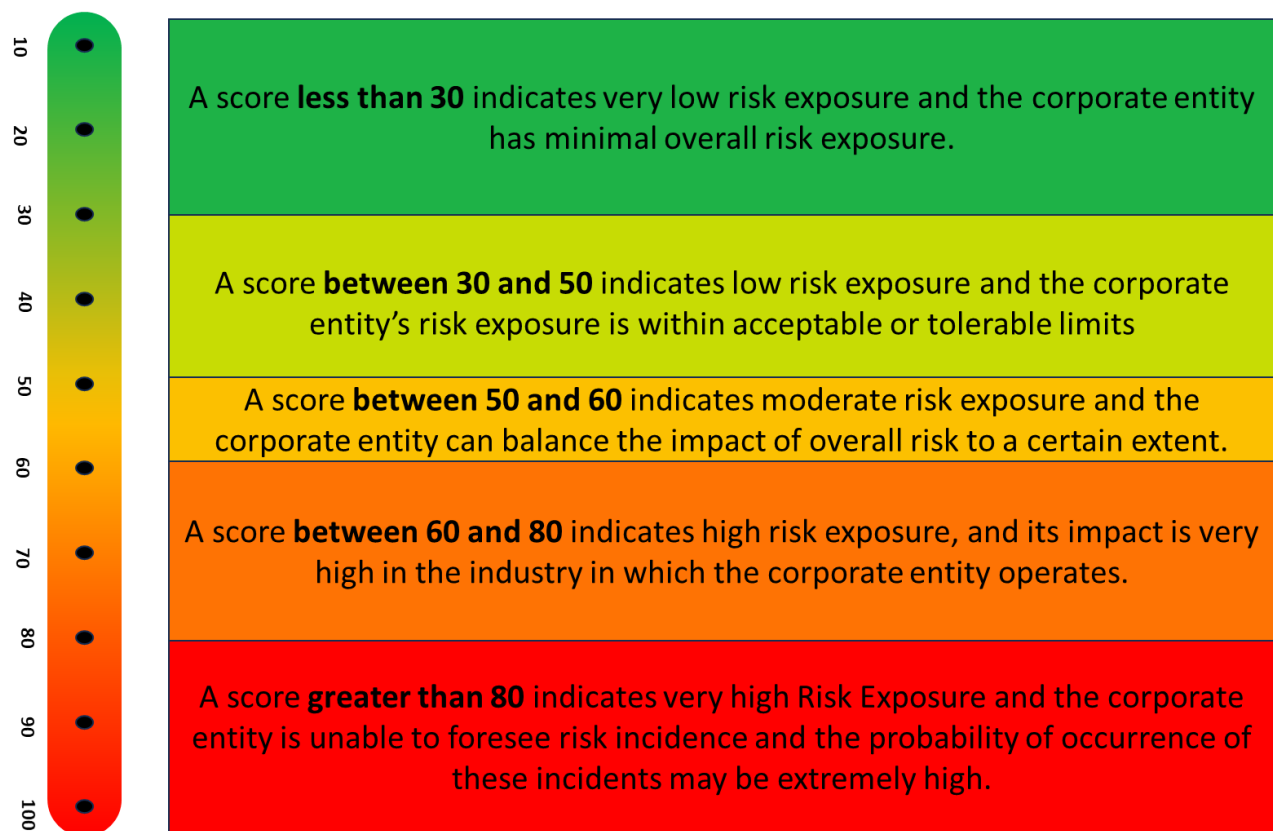 10
20
30
40
50
60
70
80
90
100
A score less than 30 indicates very low risk exposure and the corporate entity
has minimal overall risk exposure.
A score between 30 and 50 indicates low risk exposure and the corporate
entity’s risk exposure is within acceptable or tolerable limits
A score between 50 and 60 indicates moderate risk exposure and the
corporate entity can balance the impact of overall risk to a certain extent.
A score between 60 and 80 indicates high risk exposure, and its impact is very
high in the industry in which the corporate entity operates.
A score greater than 80 indicates very high Risk Exposure and the corporate
entity is unable to foresee risk incidence and the probability of occurrence of
these incidents may be extremely high.